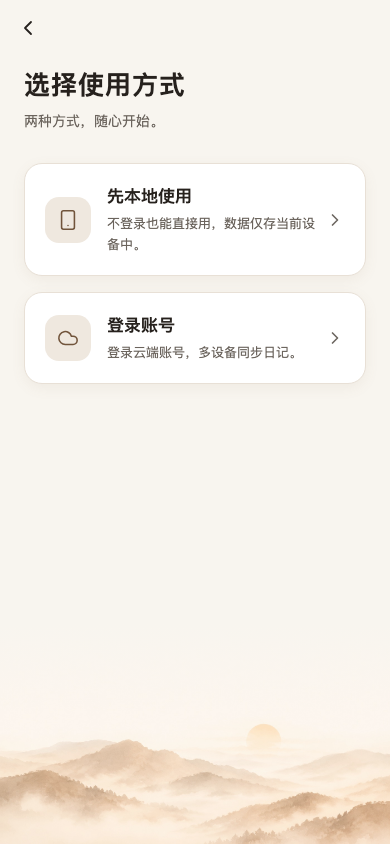 选择使用方式
两种方式，随心开始。
先本地使用
不登录也能直接用，数据仅存当前设
备中。
登录账号
登录云端账号，多设备同步日记。